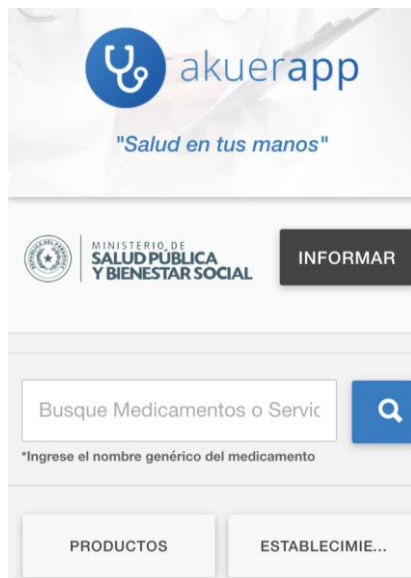 akuerapp
"Salud en tus manos"
MINISTERIO DE
SALUD PÚBLICA
Y BIENESTAR SOCIAL
INFORMAR
Busque Medicamentos o Servic
*Ingrese el nombre genérico del medicamento
PRODUCTOS
ESTABLECIMIE...